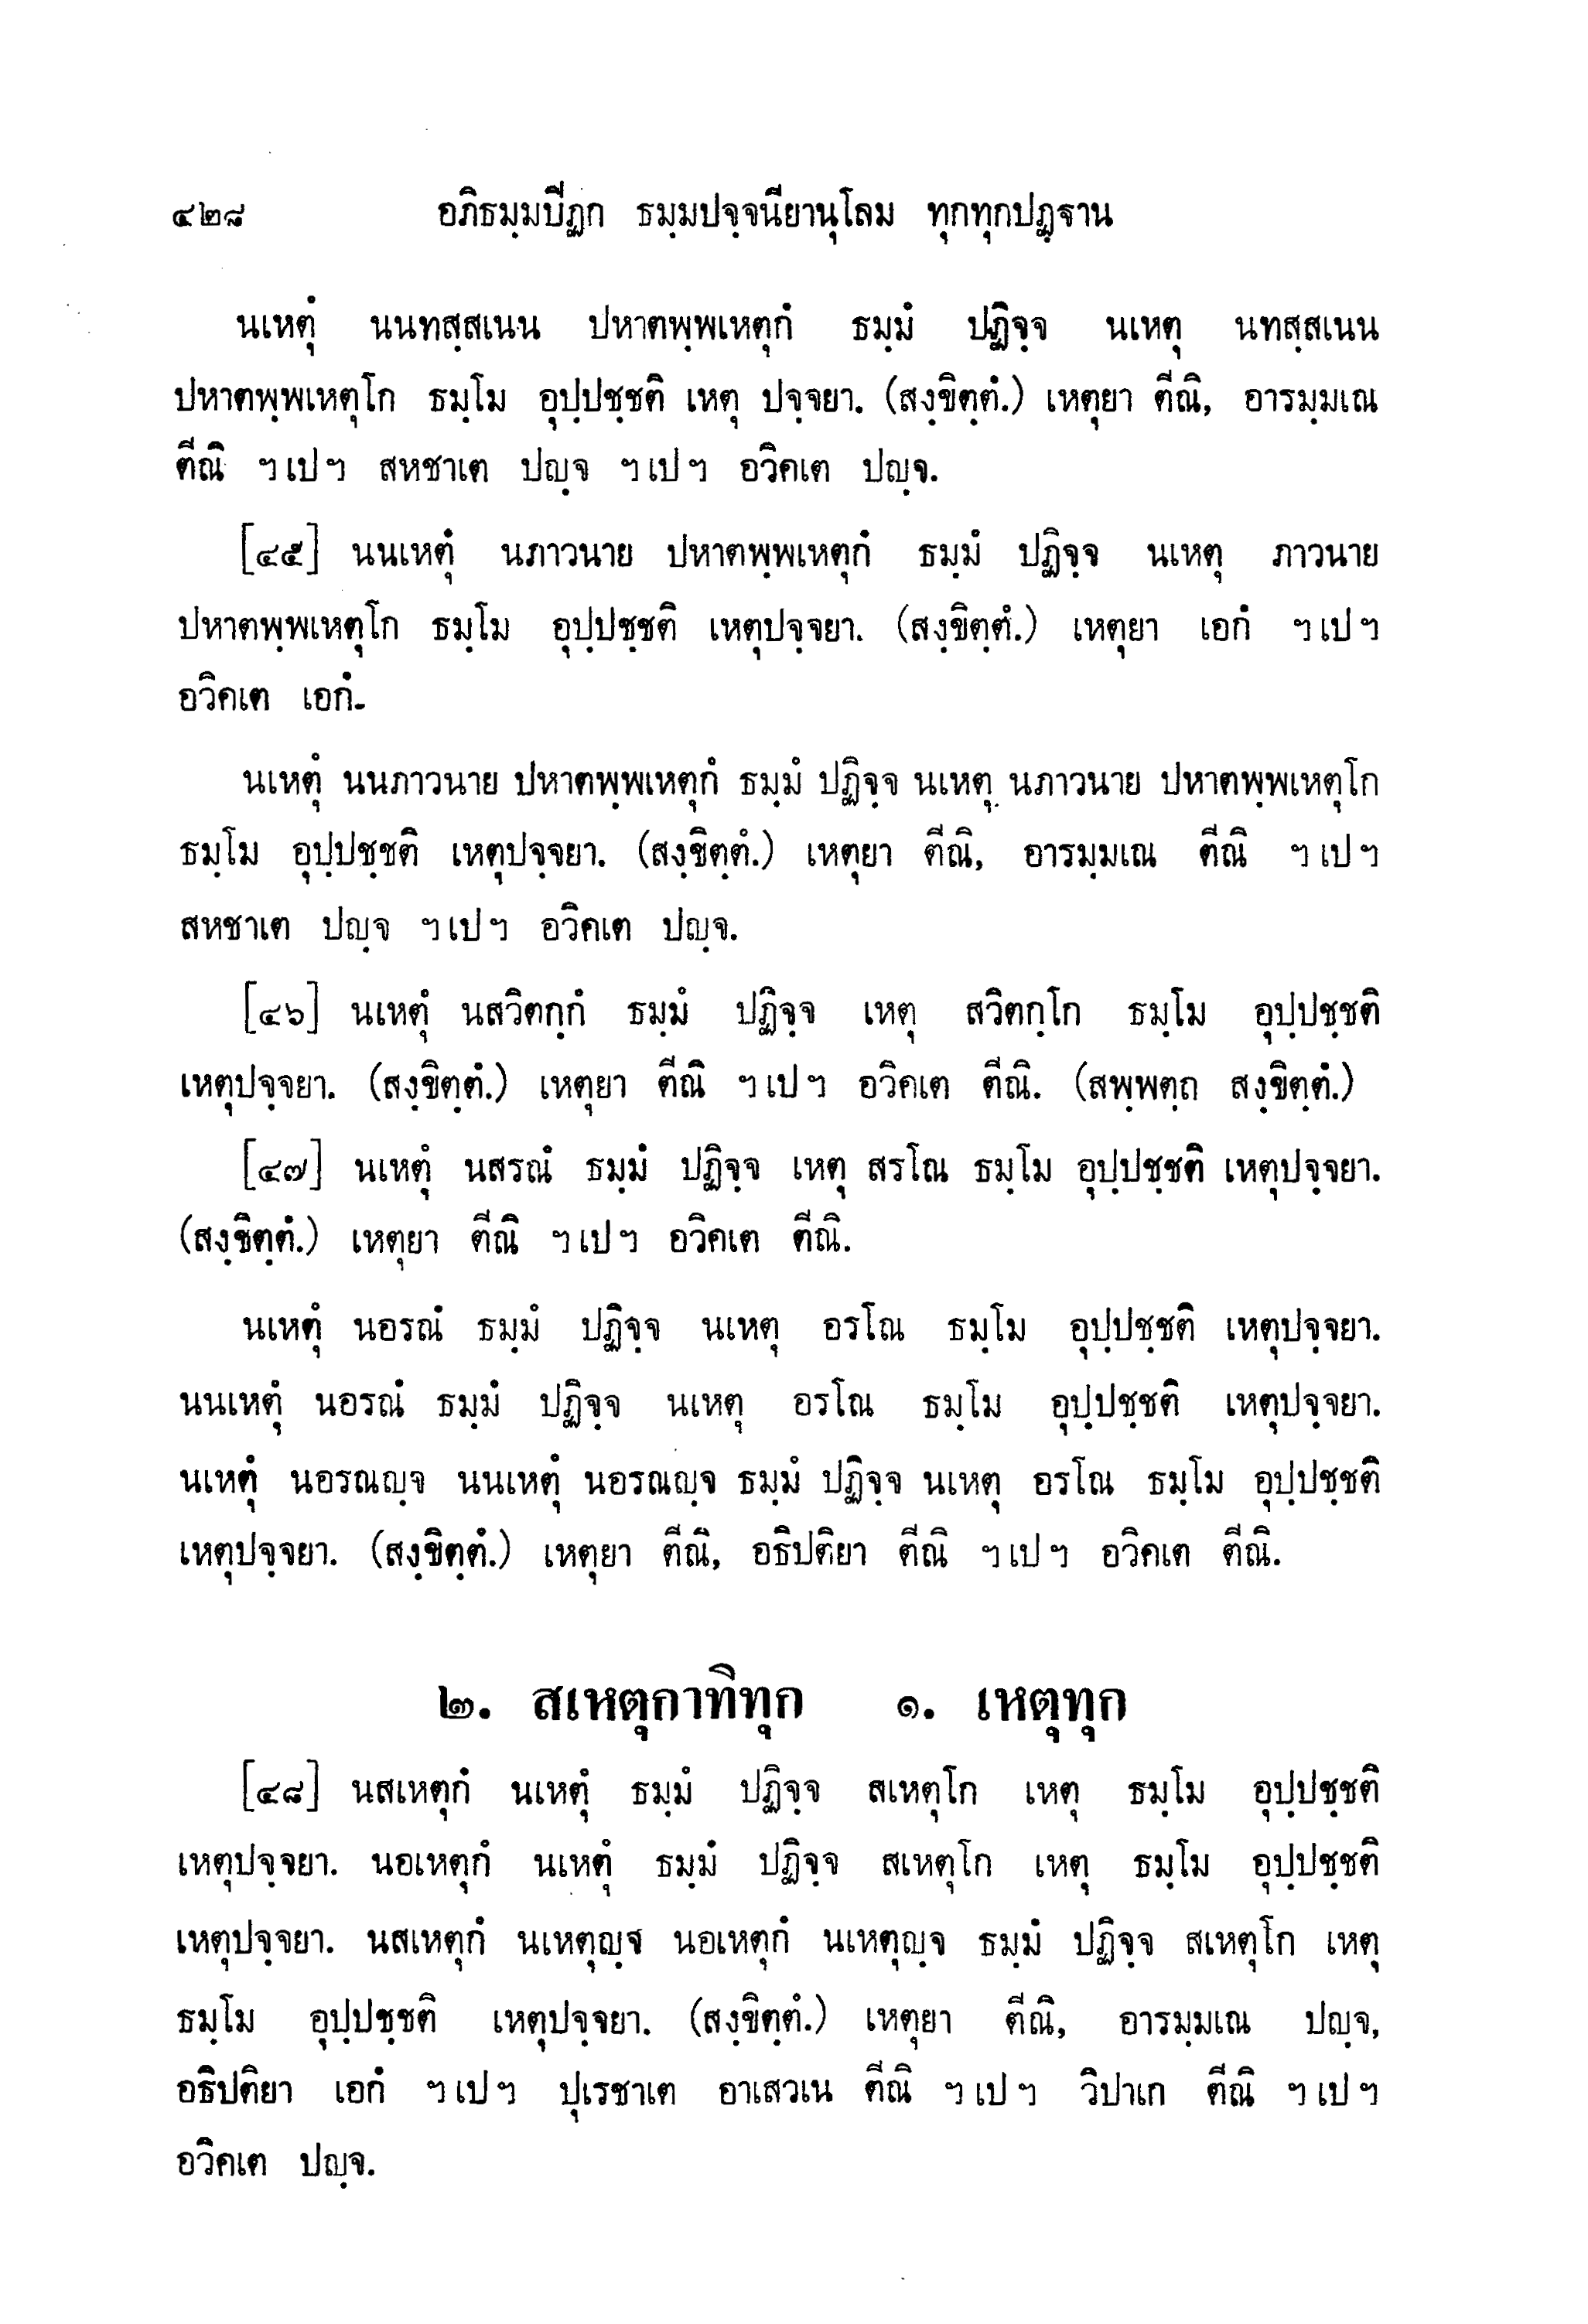 ๔๒๘ อภิธมฺมปิฏก ธมฺมปจฺจนียานุโลม ทุกทุกปฏฺฐาน
นเหตุํ นนทสฺสเนน ปหาตพฺพเหตุกํ ธมฺมํ ปฏิจฺจ นเหตุ นทสฺสเนน
ปหาตพฺพเหตุโก ธมฺโม อุปฺปชฺชติ เหตุ ปจฺจยา. (สงฺขิตฺตํ.) เหตุยา ตีณิ, อารมฺมเณ
ตีณิ ฯ เป ฯ สหชาเต ปญฺจ ฯ เป ฯ อวิคเต ปญฺจ.
[๔๕] นนเหตุํ นภาวนาย ปหาตพฺพเหตุกํ ธมฺมํ ปฏิจฺจ นเหตุ ภาวนาย
ปหาตพฺพเหตุโก ธมฺโม อุปฺปชฺชติ เหตุปจฺจยา. (สงฺขิตฺตํ.) เหตุยา เอกํ ฯ เป ฯ
อวิคเต เอกํ.
นเหตุํ นนภาวนาย ปหาตพฺพเหตุกํ ธมฺมํ ปฏิจฺจ นเหตุ นภาวนาย ปหาตพฺพเหตุโก
ธมฺโม อุปฺปชฺชติ เหตุปจฺจยา. (สงฺขิตฺตํ.) เหตุยา ตีณิ, อารมฺมเณ ตีณิ ฯ เป ฯ
สหชาเต ปญฺจ ฯ เป ฯ อวิคเต ปญฺจ.
[๔๖] นเหตุํ นสวิตกฺกํ ธมฺมํ ปฏิจฺจ เหตุ สวิตกฺโก ธมฺโม อุปฺปชฺชติ
เหตุปจฺจยา. (สงฺขิตฺตํ.) เหตุยา ตีณิ ฯ เป ฯ อวิคเต ตีณิ. (สพฺพตฺถ สงฺขิตฺตํ.)
[๔๗] นเหตุํ นสรณํ ธมฺมํ ปฏิจฺจ เหตุ สรโณ ธมฺโม อุปฺปชฺชติ เหตุปจฺจยา.
(สงฺขิตฺตํ.) เหตุยา ตีณิ ฯ เป ฯ อวิคเต ตีณิ.
นเหตุํ นอรณํ ธมฺมํ ปฏิจฺจ นเหตุ อรโณ ธมฺโม อุปฺปชฺชติ เหตุปจฺจยา.
นนเหตุํ นอรณํ ธมฺมํ ปฏิจฺจ นเหตุ อรโณ ธมฺโม อุปฺปชฺชติ เหตุปจฺจยา.
นเหตุํ นอรณญฺจ นนเหตุํ นอรณญฺจ ธมฺมํ ปฏิจฺจ นเหตุ อรโณ ธมฺโม อุปฺปชฺชติ
เหตุปจฺจยา. (สงฺขิตฺตํ.) เหตุยา ตีณิ, อธิปติยา ตีณิ ฯ เป ฯ อวิคเต ตีณิ.
๒. สเหตุกาทิทุก ๑. เหตุทุก
[๔๘] นสเหตุกํ นเหตุํ ธมฺมํ ปฏิจฺจ สเหตุโก เหตุ ธมฺโม อุปฺปชฺชติ
เหตุปจฺจยา. นอเหตุกํ นเหตุํ ธมฺมํ ปฏิจฺจ สเหตุโก เหตุ ธมฺโม อุปฺปชฺชติ
เหตุปจฺจยา. นสเหตุกํ นเหตุญฺจ นอเหตุกํ นเหตุญฺจ ธมฺมํ ปฏิจฺจ สเหตุโก เหตุ
ธมฺโม อุปฺปชฺชติ เหตุปจฺจยา. (สงฺขิตฺตํ.) เหตุยา ตีณิ, อารมฺมเณ ปญฺจ,
อธิปติยา เอกํ ฯ เป ฯ ปุเรชาเต อาเสวเน ตีณิ ฯ เป ฯ วิปาเก ตีณิ ฯ เป ฯ
อวิคเต ปญฺจ.